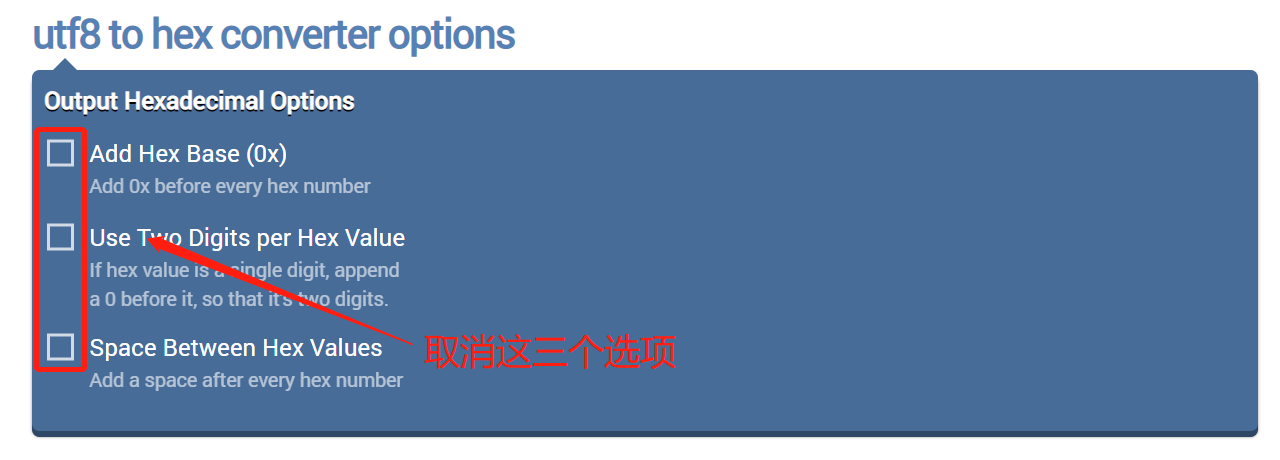 utf8 to hex converter options
Output Hexadecimal Options
Add Hex Base (0x)
Add 0x before every hex number
Use Two Digits per Hex Value
If hex value is a single digit, append
a 0 before it, so that it's two digits.
Space Between Hex Values
取消这三个选项
Add a space after every hex number